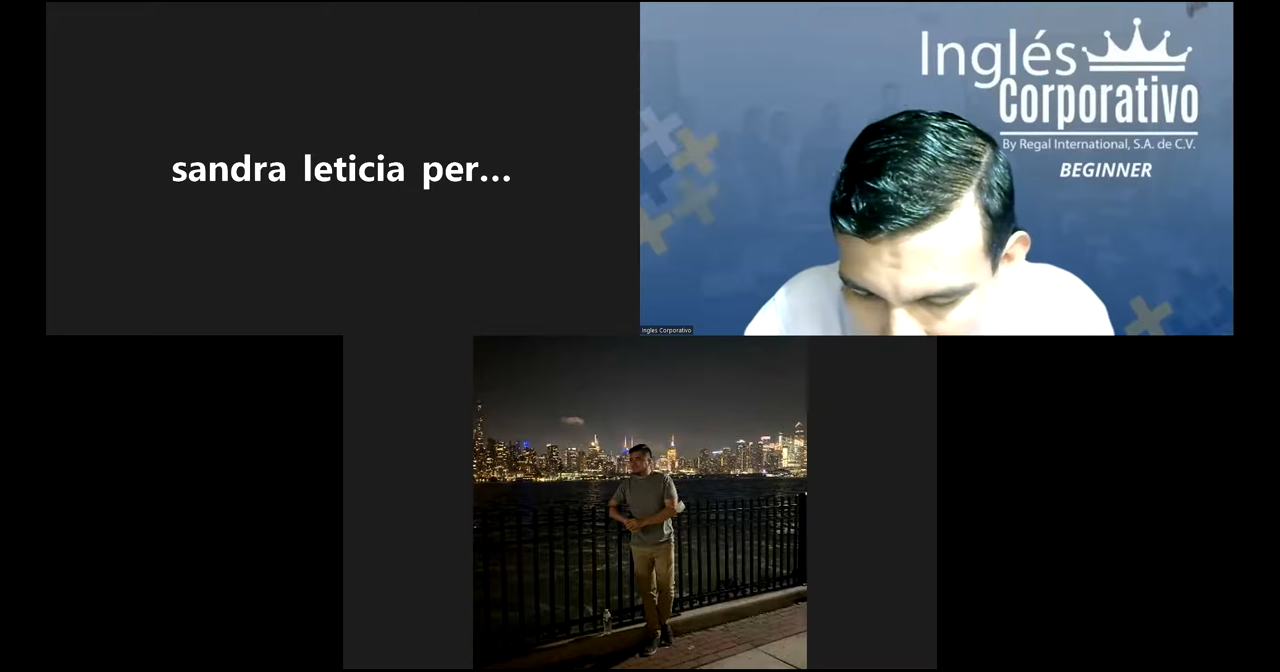 sandra leticia per...
Inglés
Corporativo
By Regal International, S.A. de C.V.
BEGINNER
Ingles Corporativo